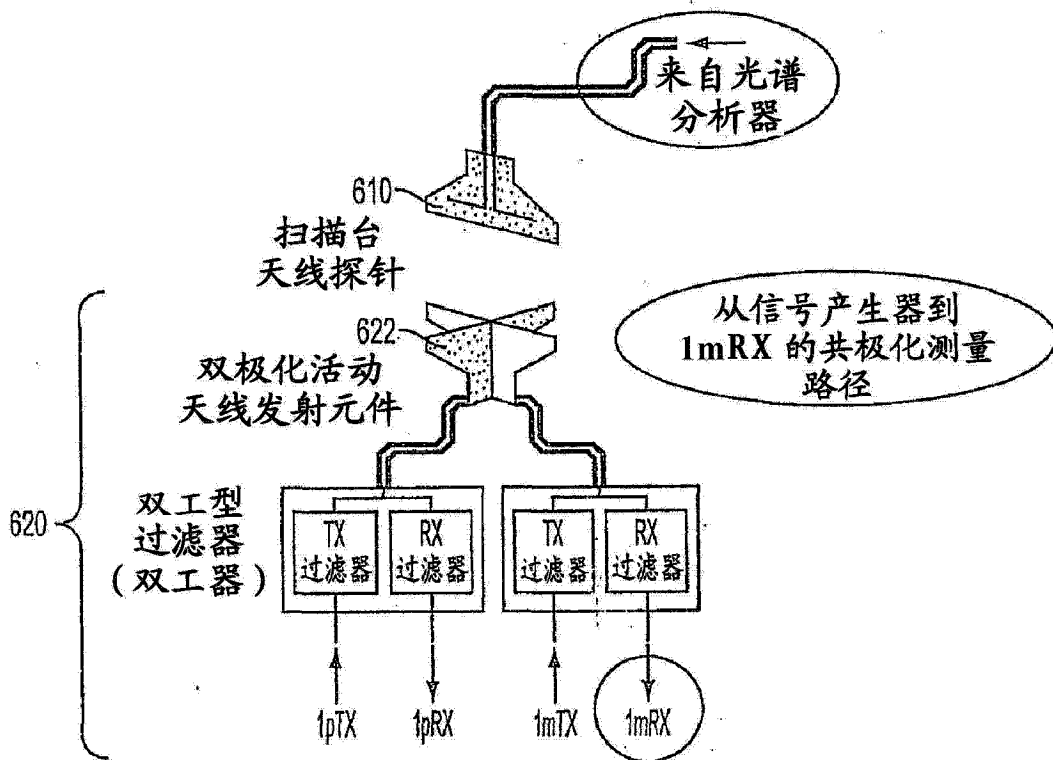 来自光谱
分析器
610
扫描台
天线探针
622
从信号产生器到
1mRX 的共极化测量
路径
双极化活动
天线发射元件
620
双工型
过滤器
(双工器)
TX
过滤器
RX
过滤器
TX
过滤器
RX
过滤器
1pTX
1pRX
1mTX
1mRX